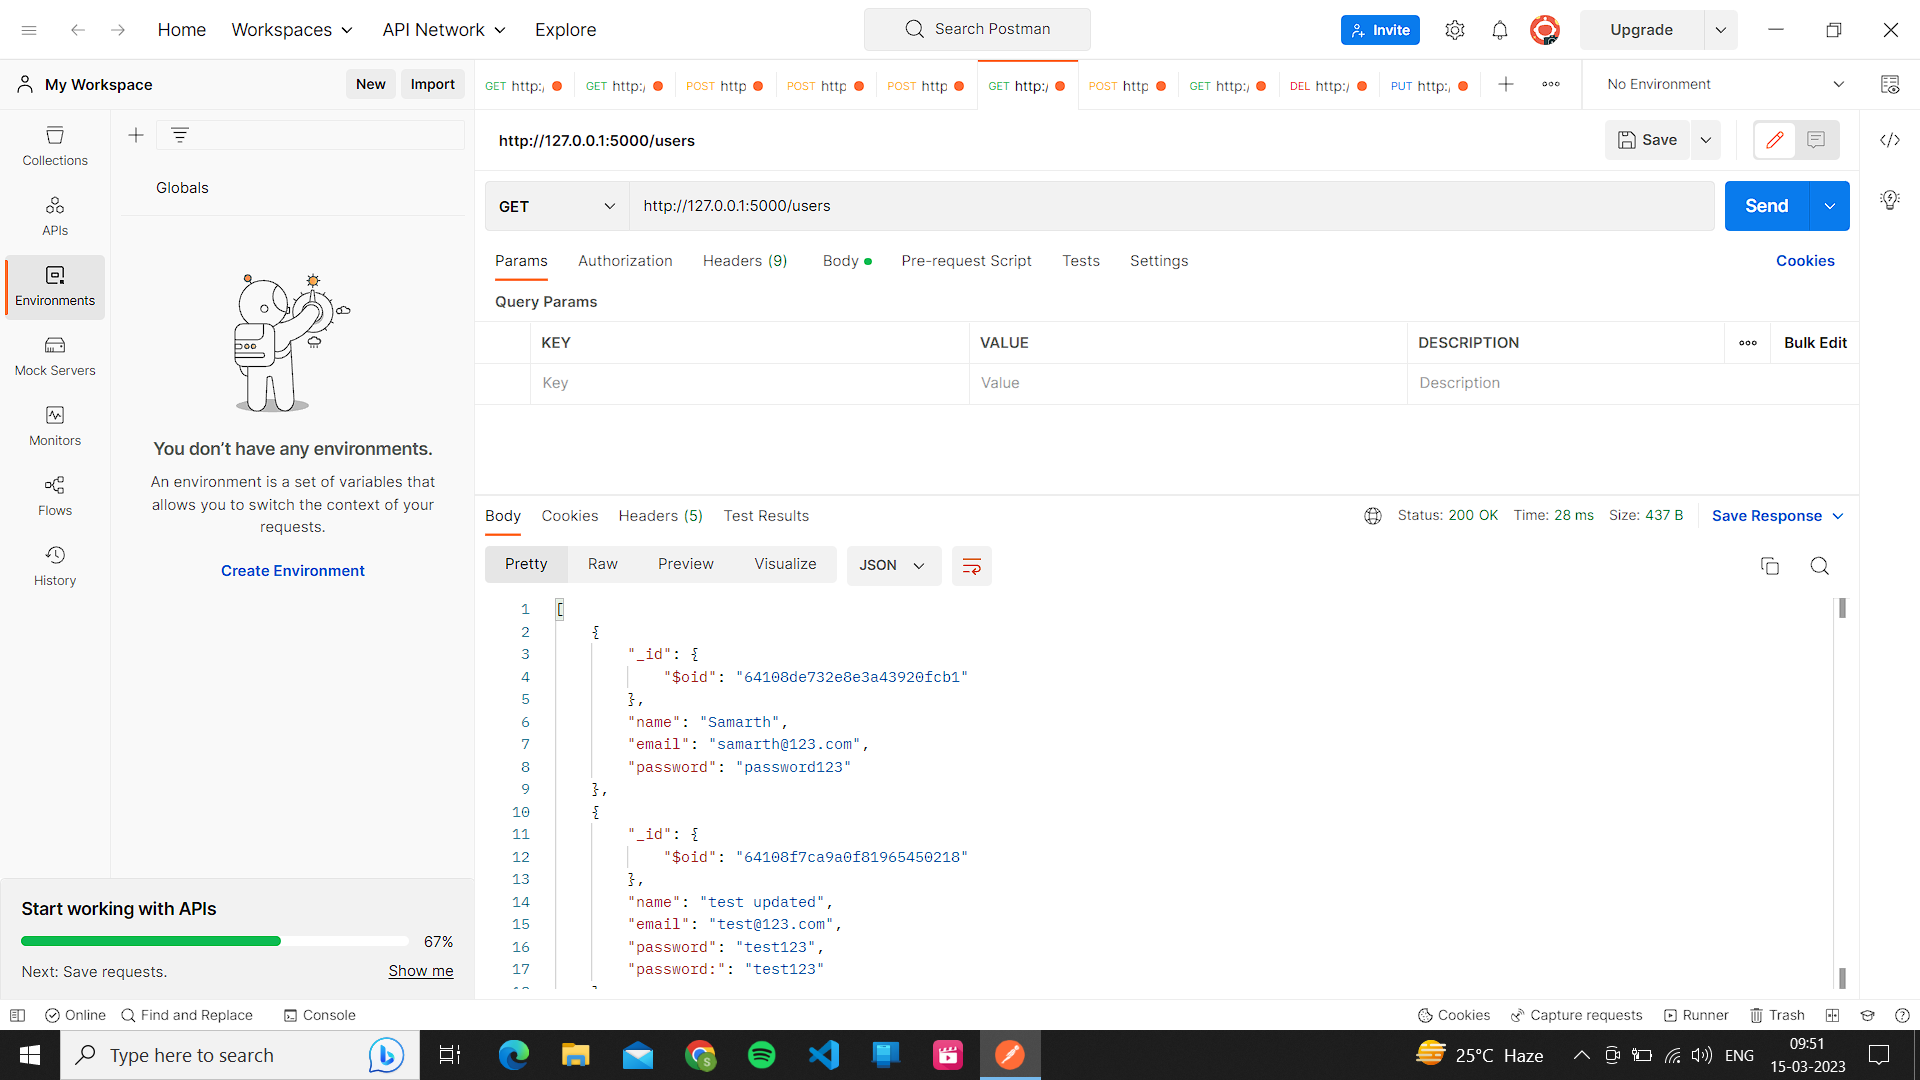 Home Workspaces API Network Explore Search Postman Invite Upgrade
My Workspace New Import GET http:/ GET http:/ POST http POST http POST http GET http:/ POST http GET http:/ DEL http:/ PUT http:/ No Environment
Collections
APIs
Environments
Mock Servers
Monitors
Flows
History
Globals
You don’t have any environments.
An environment is a set of variables that
allows you to switch the context of your
requests.
Create Environment
Start working with APIs
67%
Next: Save requests. Show me
http://127.0.0.1:5000/users Save
GET http://127.0.0.1:5000/users Send
Params Authorization Headers (9) Body Pre-request Script Tests Settings Cookies
Query Params
KEY VALUE DESCRIPTION Bulk Edit
Key Value Description
Body Cookies Headers (5) Test Results Status: 200 OK Time: 28 ms Size: 437 B Save Response
Pretty Raw Preview Visualize JSON
1 [
2 {
3 "_id": {
4 "$oid": "64108de732e8e3a43920fcb1"
5 },
6 "name": "Samarth",
7 "email": "samarth@123.com",
8 "password": "password123"
9 },
10 {
11 "_id": {
12 "$oid": "64108f7ca9a0f81965450218"
13 },
14 "name": "test updated",
15 "email": "test@123.com",
16 "password": "test123",
17 "password:": "test123"
Online Find and Replace Console Cookies Capture requests Runner Trash
Type here to search 25°C Haze ENG 09:51
15-03-2023